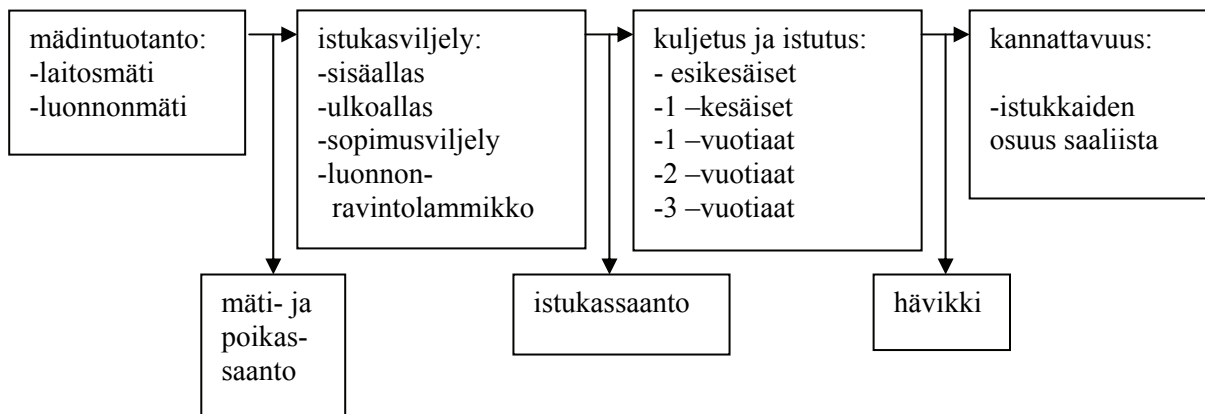 mädintuotanto:
-laitosmäti
-luonnonmäti
istukasviljely:
-sisäallas
-ulkoallas
-sopimusviljely
-luonnon-
ravintolammikko
kuljetus ja istutus:
- esikesäiset
-1 –kesäiset
-1 –vuotiaat
-2 –vuotiaat
-3 –vuotiaat
kannattavuus:
-istukkaiden
osuus saaliista
mäti- ja
poikas-
saanto
istukassaanto
hävikki